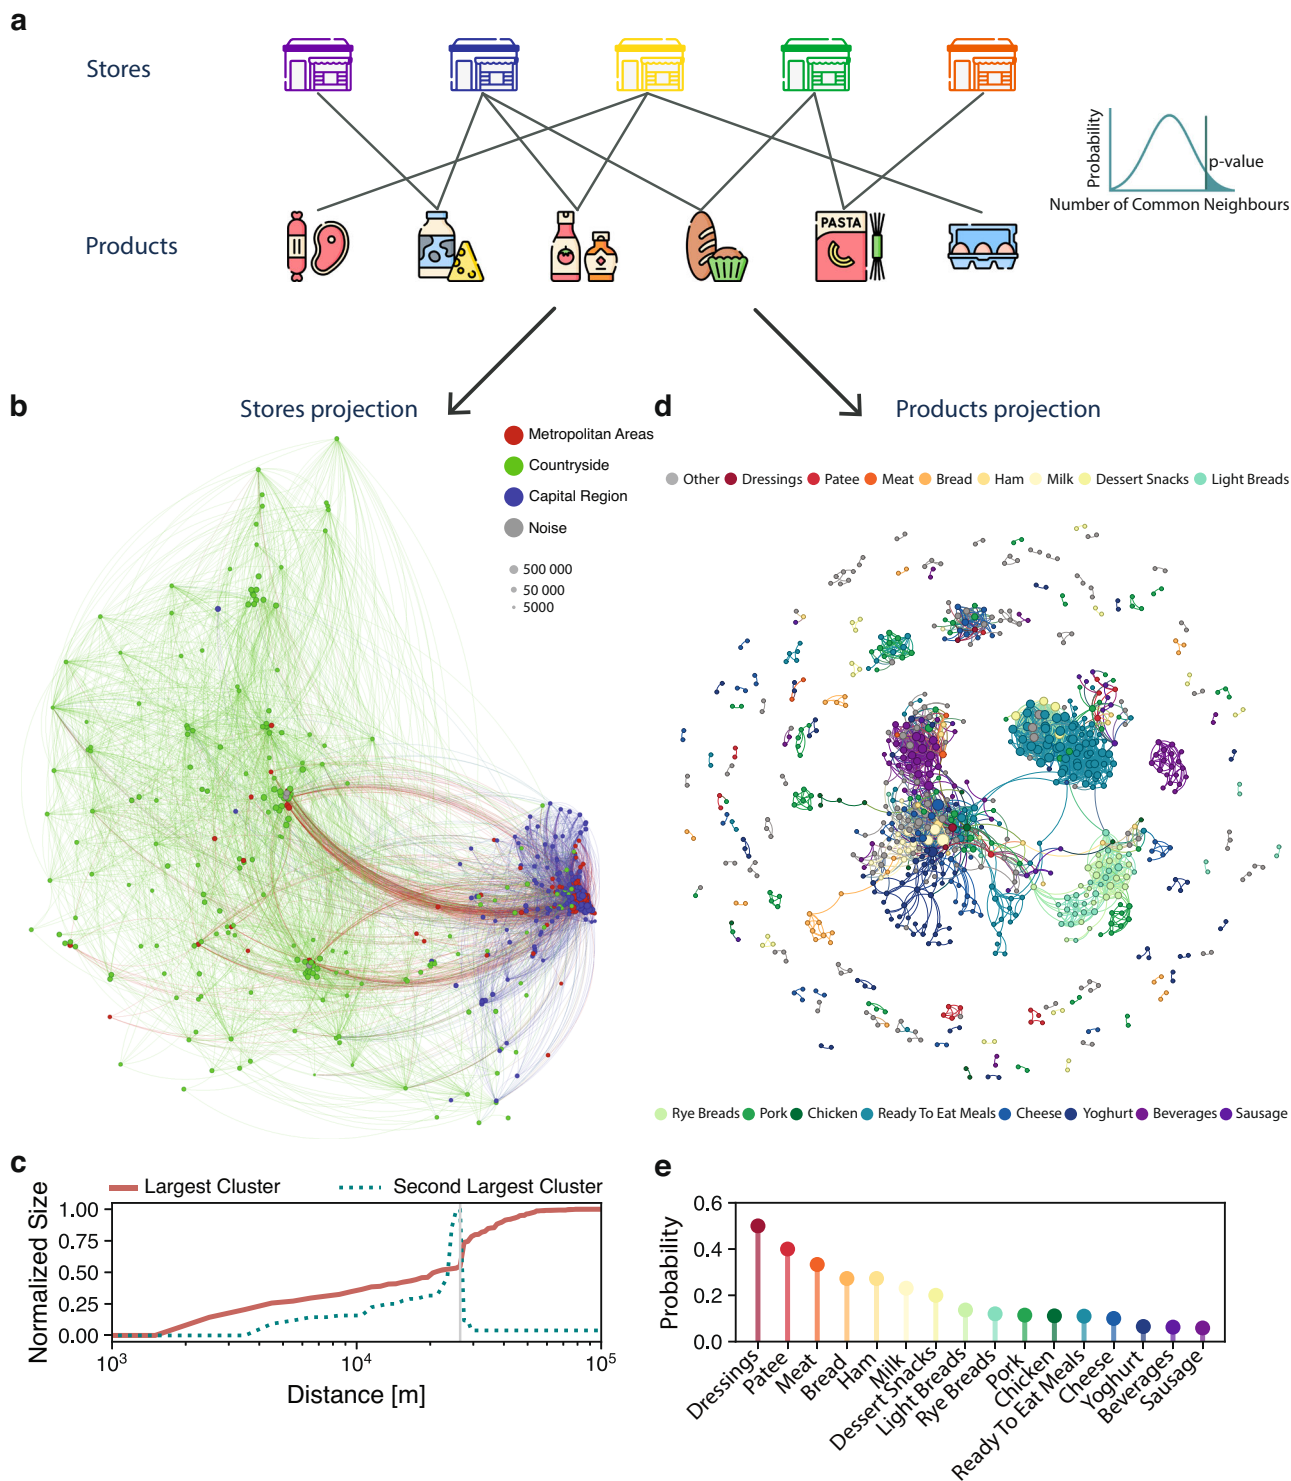 a
Stores
Products
PASTA
Probability
p-value
Number of Common Neighbours
b
Stores projection
Metropolitan Areas
Countryside
Capital Region
Noise
500 000
50 000
5000
d
Products projection
Other Dressings Patee Meat Bread Ham Milk Dessert Snacks Light Breads
Rye Breads Pork Chicken Ready To Eat Meals Cheese Yoghurt Beverages Sausage
c
Largest Cluster Second Largest Cluster
Normalized Size
1.00
0.75
0.50
0.25
0.00
10³ 10⁴ 10⁵
Distance [m]
e
Probability
0.6
0.4
0.2
0.0
Dressings
Patee
Meat
Bread
Ham
Milk
Dessert Snacks
Light Breads
Rye Breads
Pork
Chicken
Ready To Eat Meals
Cheese
Yoghurt
Beverages
Sausage